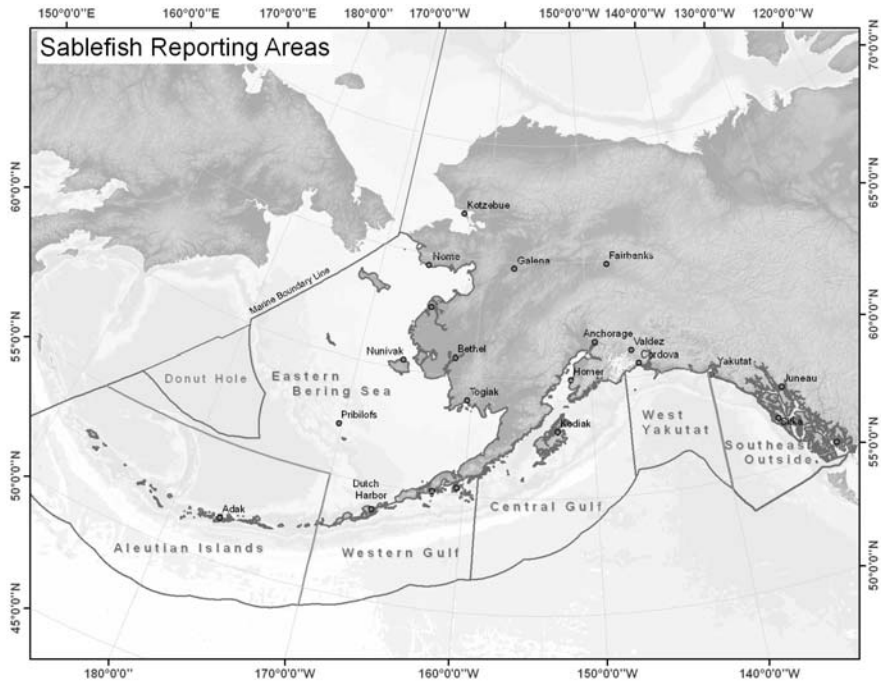 150°0'0"E 160°0'0"E 170°0'0"E 180°0'0" 170°0'0"W 150°0'0"W 140°0'0"W 130°0'0"W 120°0'0"W
Sablefish Reporting Areas
70°0'0"N
60°0'0"N
65°0'0"N
Kotzebue
Nome
Galena
Fairbanks
Marine Boundary Line
55°0'0"N
60°0'0"N
Anchorage
Valdez
Cordova
Nunivak
Bethel
Homer
Yakutat
Donut Hole
Eastern
Bering Sea
Togiak
Juneau
Pribilofs
Kodiak
West
Yakutat
Sitka
Southeast
Outside
50°0'0"N
55°0'0"N
Dutch
Harbor
Adak
Central Gulf
Aleutian Islands
Western Gulf
45°0'0"N
50°0'0"N
180°0'0" 170°0'0"W 160°0'0"W 150°0'0"W 140°0'0"W